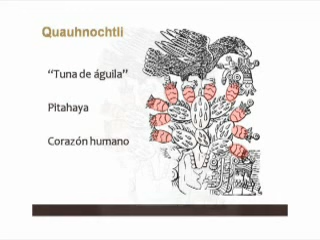 Quauhnochtli
“Tuna de águila”
Pitahaya
Corazón humano